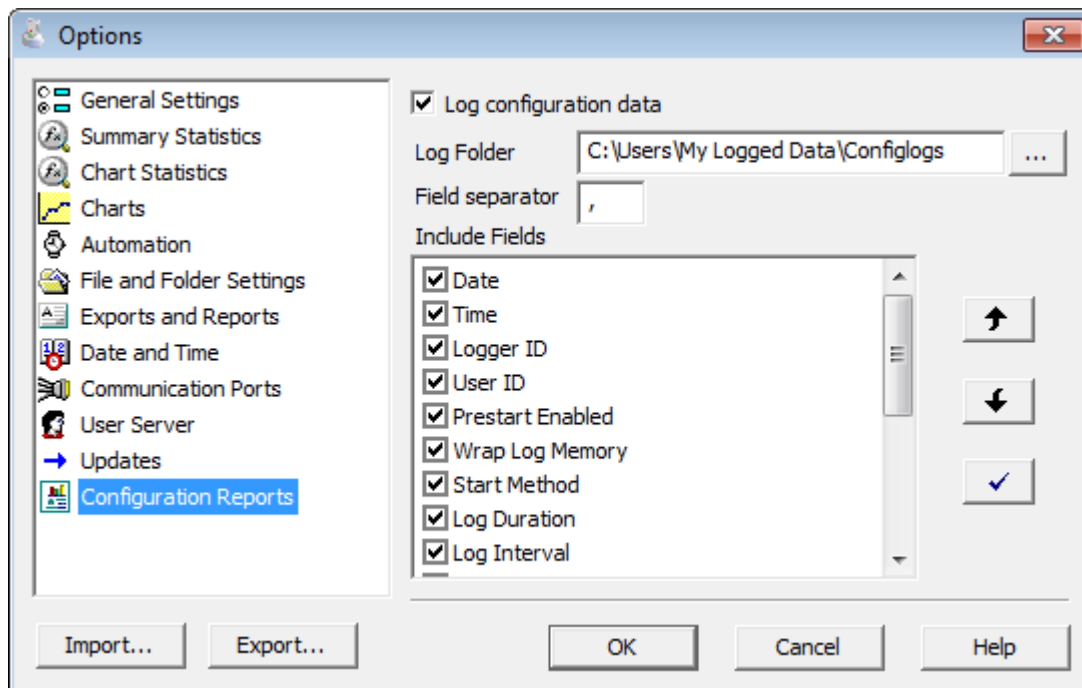 Options
General Settings
Summary Statistics
Chart Statistics
Charts
Automation
File and Folder Settings
Exports and Reports
Date and Time
Communication Ports
User Server
Updates
Configuration Reports
Log configuration data
Log Folder C:\Users\My Logged Data\Configlogs ...
Field separator ,
Include Fields
Date
Time
Logger ID
User ID
Prestart Enabled
Wrap Log Memory
Start Method
Log Duration
Log Interval
Import... Export... OK Cancel Help